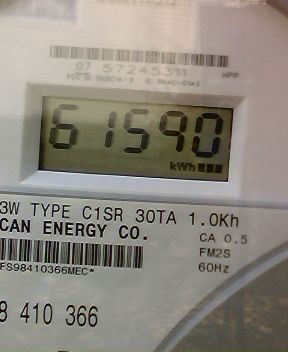 07 57245311
61590
kWh
3W TYPE C1SR 30TA 1.0Kh
CAN ENERGY CO.
CA 0.5
FM2S
60Hz
FS98410366MEC*
8 410 366